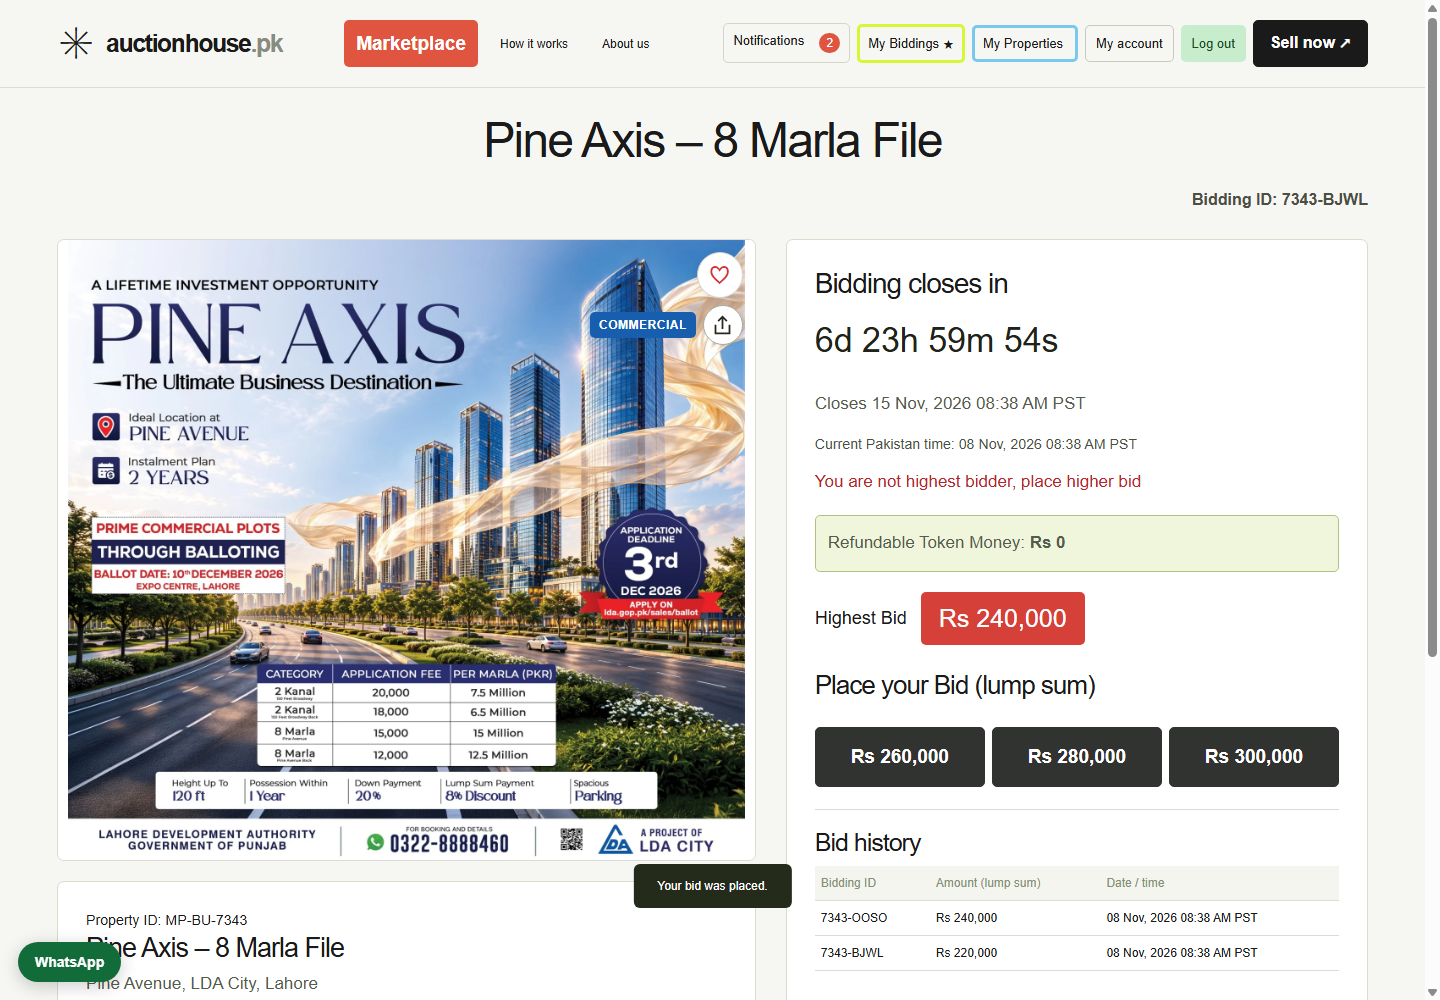 auctionhouse.pk
Marketplace
How it works
About us
Notifications 2
My Biddings ★
My Properties
My account
Log out
Sell now ↗
Pine Axis – 8 Marla File
Bidding ID: 7343-BJWL
A LIFETIME INVESTMENT OPPORTUNITY
PINE AXIS
The Ultimate Business Destination
COMMERCIAL
Ideal Location at
PINE AVENUE
Instalment Plan
2 YEARS
PRIME COMMERCIAL PLOTS
THROUGH BALLOTING
BALLOT DATE: 10th DECEMBER 2026
EXPO CENTRE, LAHORE
APPLICATION
DEADLINE
3rd
DEC 2026
APPLY ON
lda.gop.pk/sales/ballot
CATEGORY APPLICATION FEE PER MARLA (PKR)
2 Kanal 20,000 7.5 Million
150 Feet Broadway
2 Kanal 18,000 6.5 Million
150 Feet Broadway Back
8 Marla 15,000 15 Million
Pine Avenue
8 Marla 12,000 12.5 Million
Pine Avenue Back
Height Up To Possession Within Down Payment Lump Sum Payment Spacious
120 ft 1 Year 20% 8% Discount Parking
LAHORE DEVELOPMENT AUTHORITY
GOVERNMENT OF PUNJAB
FOR BOOKING AND DETAILS
0322-8888460
LDA
A PROJECT OF
LDA CITY
Property ID: MP-BU-7343
Pine Axis – 8 Marla File
Pine Avenue, LDA City, Lahore
WhatsApp
Your bid was placed.
Bidding closes in
6d 23h 59m 54s
Closes 15 Nov, 2026 08:38 AM PST
Current Pakistan time: 08 Nov, 2026 08:38 AM PST
You are not highest bidder, place higher bid
Refundable Token Money: Rs 0
Highest Bid Rs 240,000
Place your Bid (lump sum)
Rs 260,000 Rs 280,000 Rs 300,000
Bid history
Bidding ID Amount (lump sum) Date / time
7343-OOSO Rs 240,000 08 Nov, 2026 08:38 AM PST
7343-BJWL Rs 220,000 08 Nov, 2026 08:38 AM PST